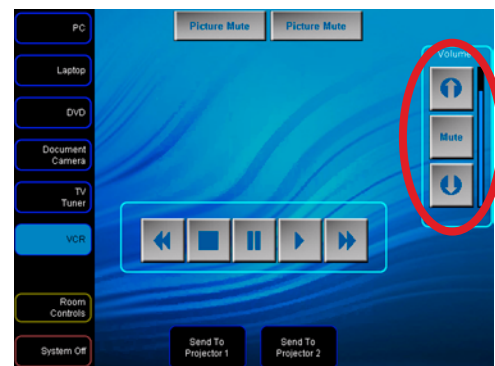 PC
Laptop
DVD
Document
Camera
TV
Tuner
VCR
Room
Controls
System Off
Picture Mute
Picture Mute
Volume
Mute
Send To
Projector 1
Send To
Projector 2